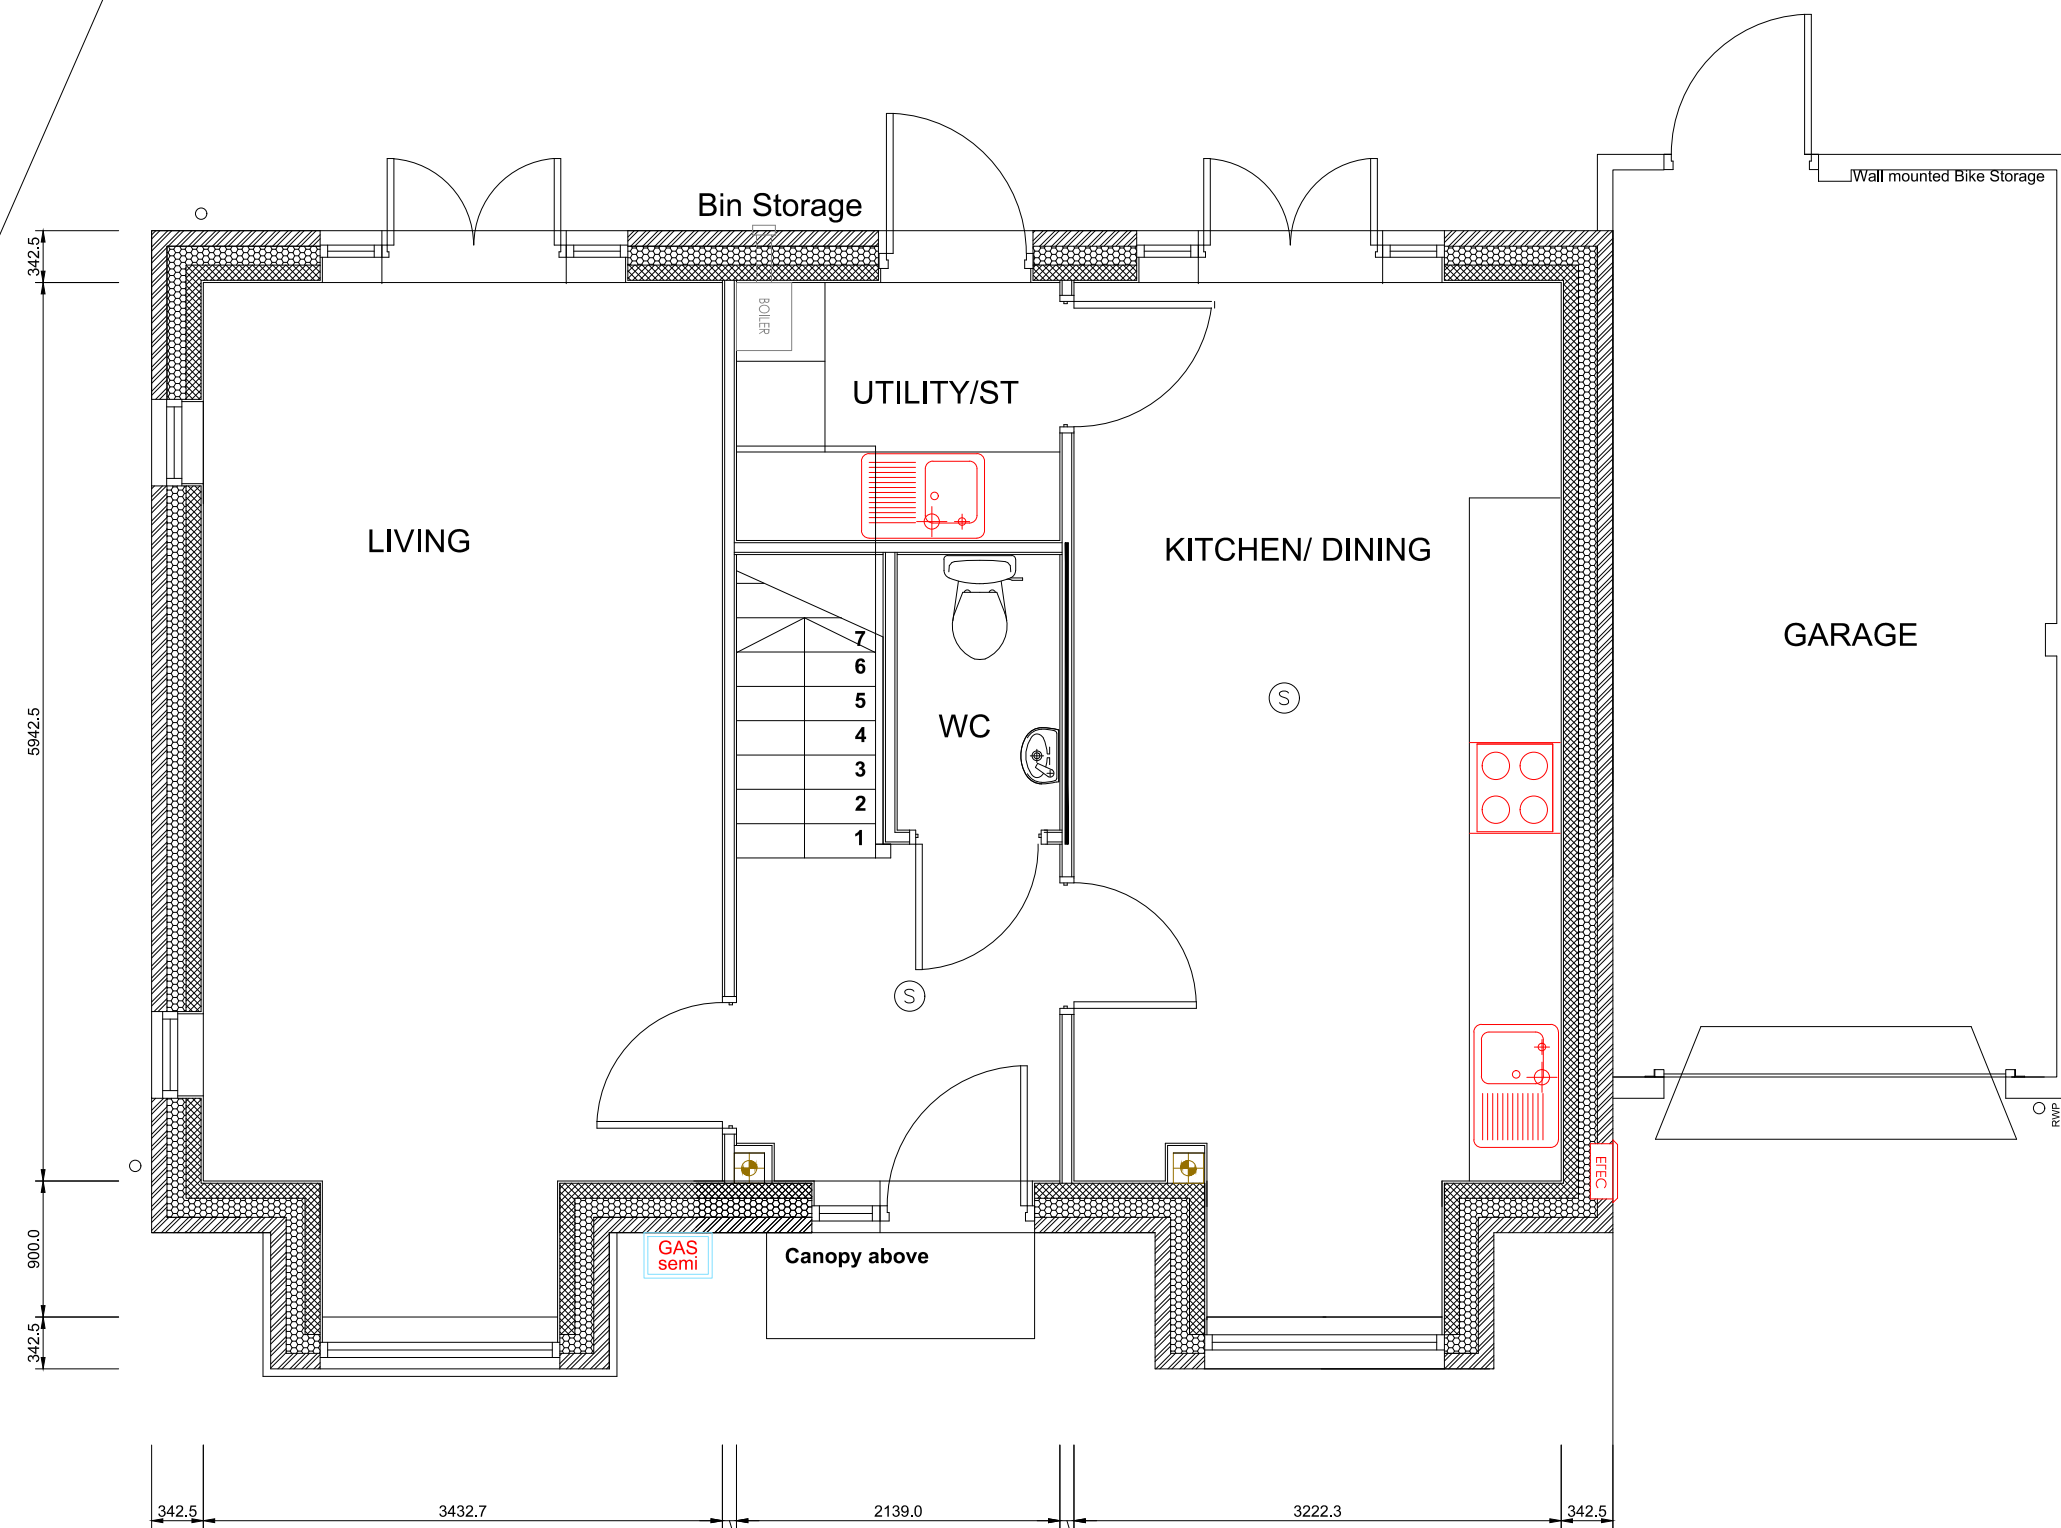 Wall mounted Bike Storage
Bin Storage
342.5
BOILER
UTILITY/ST
LIVING
KITCHEN/ DINING
GARAGE
7
6
5
4
3
2
1
WC
S
S
5942.5
RWP
ELEC
GAS
semi
Canopy above
900.0
342.5
342.5
3432.7
2139.0
3222.3
342.5